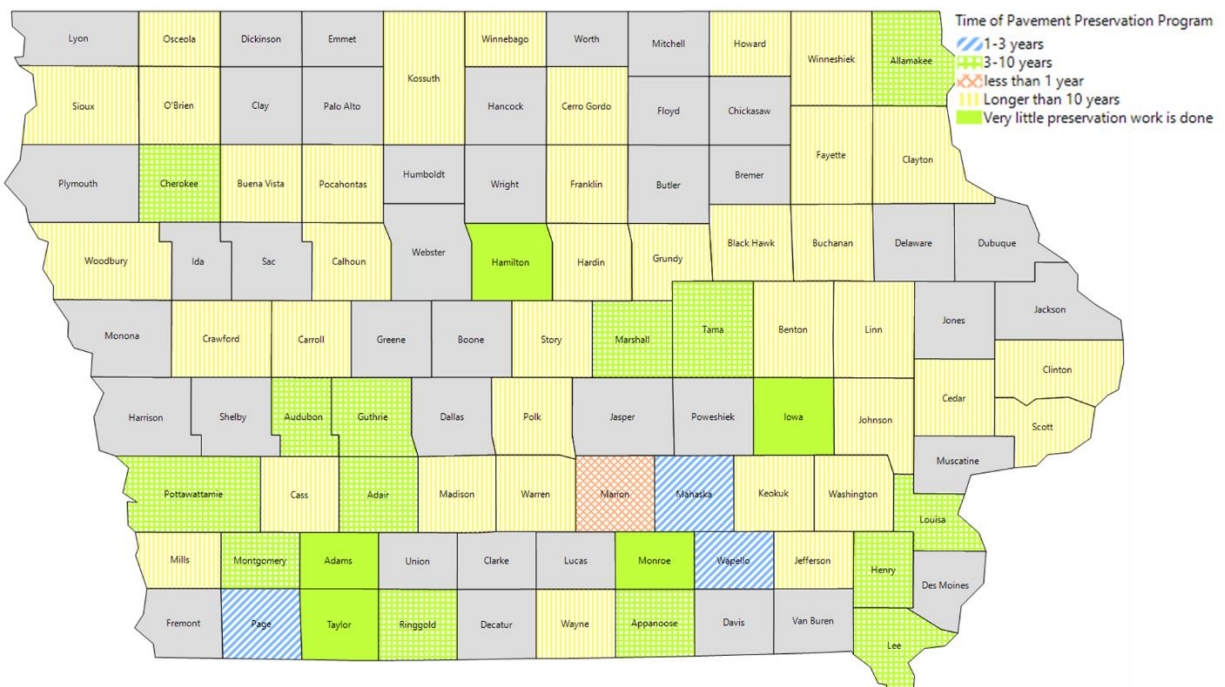 Time of Pavement Preservation Program
1-3 years
3-10 years
less than 1 year
Longer than 10 years
Very little preservation work is done
Lyon
Osceola
Dickinson
Emmet
Kossuth
Winnebago
Worth
Mitchell
Howard
Winneshiek
Allamakee
Sioux
O'Brien
Clay
Palo Alto
Hancock
Cerro Gordo
Floyd
Chickasaw
Plymouth
Cherokee
Buena Vista
Pocahontas
Humboldt
Wright
Franklin
Butler
Bremer
Fayette
Clayton
Woodbury
Ida
Sac
Calhoun
Webster
Hamilton
Hardin
Grundy
Black Hawk
Buchanan
Delaware
Dubuque
Monona
Crawford
Carroll
Greene
Boone
Story
Marshall
Tama
Benton
Linn
Jones
Jackson
Clinton
Harrison
Shelby
Audubon
Guthrie
Dallas
Polk
Jasper
Poweshiek
Iowa
Johnson
Cedar
Scott
Muscatine
Pottawattamie
Cass
Adair
Madison
Warren
Marion
Mahaska
Keokuk
Washington
Louisa
Mills
Montgomery
Adams
Union
Clarke
Lucas
Monroe
Wapello
Jefferson
Henry
Des Moines
Fremont
Page
Taylor
Ringgold
Decatur
Wayne
Appanoose
Davis
Van Buren
Lee